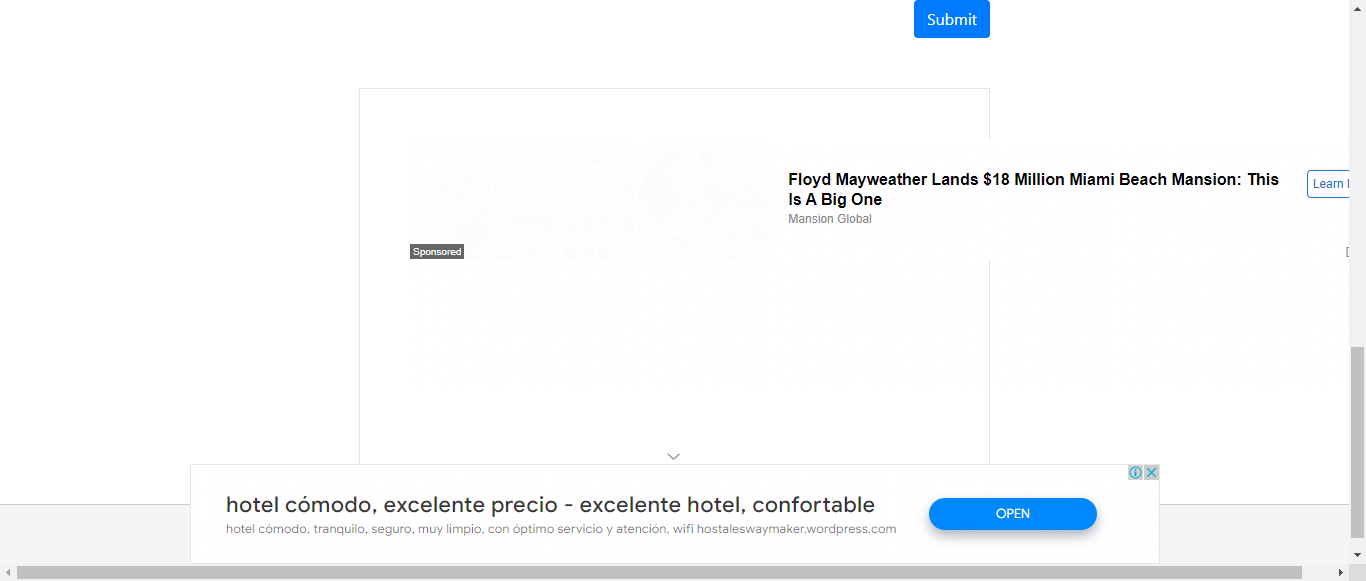 Submit
Floyd Mayweather Lands $18 Million Miami Beach Mansion: This
Is A Big One
Learn
Mansion Global
Sponsored
hotel cómodo, excelente precio - excelente hotel, confortable
hotel cómodo, tranquilo, seguro, muy limpio, con óptimo servicio y atención, wifi hostaleswaymaker.wordpress.com
OPEN